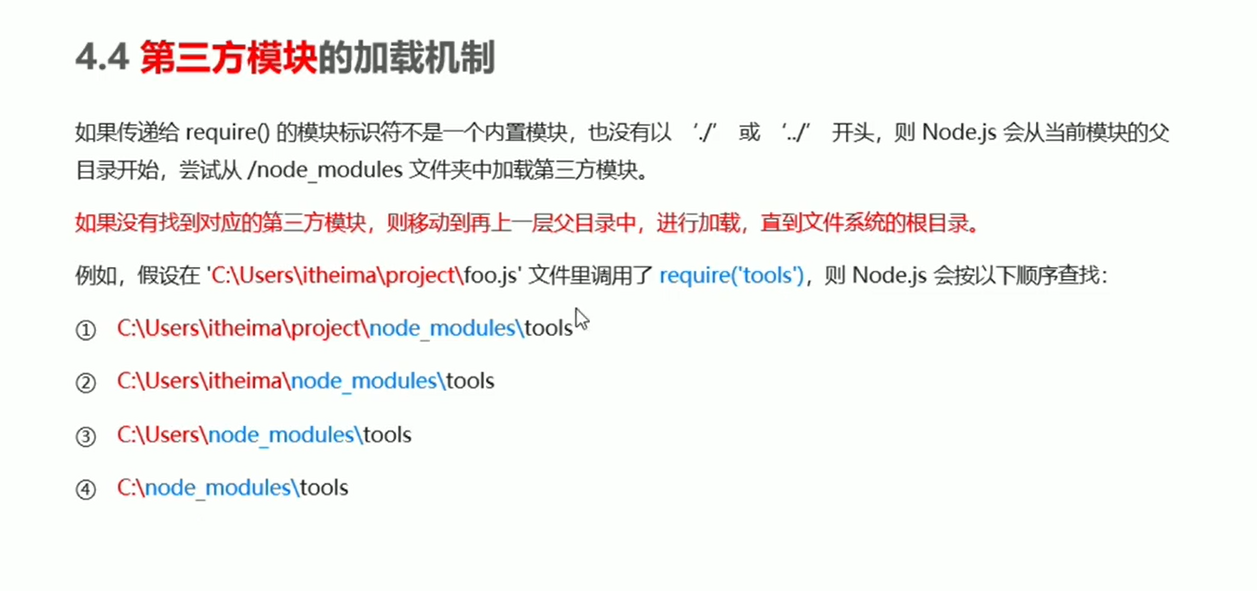 4.4 第三方模块的加载机制
如果传递给 require() 的模块标识符不是一个内置模块，也没有以 ‘./’ 或 ‘../’ 开头，则 Node.js 会从当前模块的父
目录开始，尝试从 /node_modules 文件夹中加载第三方模块。
如果没有找到对应的第三方模块，则移动到再上一层父目录中，进行加载，直到文件系统的根目录。
例如，假设在 'C:\Users\itheima\project\foo.js' 文件里调用了 require('tools')，则 Node.js 会按以下顺序查找：
① C:\Users\itheima\project\node_modules\tools
② C:\Users\itheima\node_modules\tools
③ C:\Users\node_modules\tools
④ C:\node_modules\tools